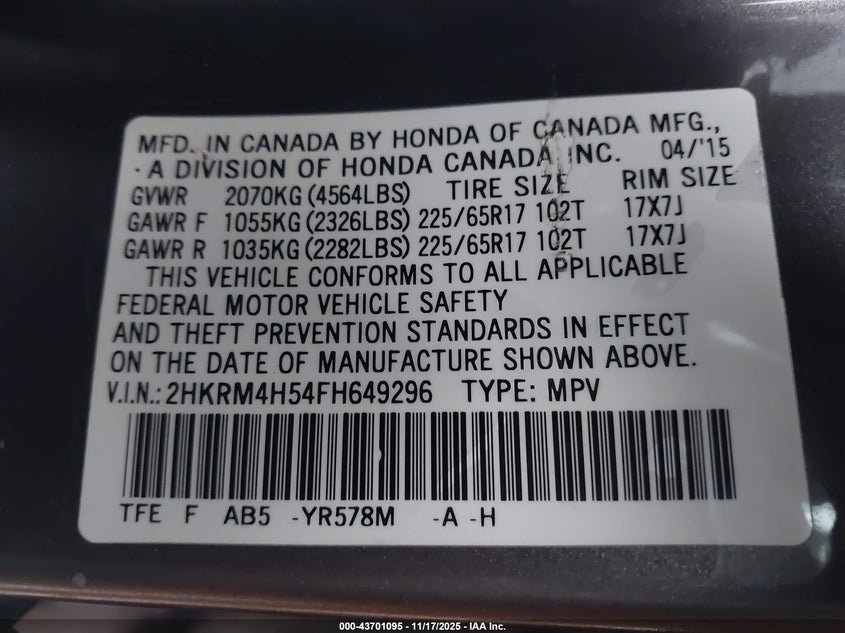 MFD. IN CANADA BY HONDA OF CANADA MFG.,
A DIVISION OF HONDA CANADA INC. 04/'15
GVWR 2070KG (4564LBS) TIRE SIZE RIM SIZE
GAWR F 1055KG (2326LBS) 225/65R17 102T 17X7J
GAWR R 1035KG (2282LBS) 225/65R17 102T 17X7J
THIS VEHICLE CONFORMS TO ALL APPLICABLE
FEDERAL MOTOR VEHICLE SAFETY
AND THEFT PREVENTION STANDARDS IN EFFECT
ON THE DATE OF MANUFACTURE SHOWN ABOVE.
V.I.N.: 2HKRM4H54FH649296 TYPE: MPV
TFE F AB5 -YR578M -A -H
000-43701095 - 11/17/2025 - IAA Inc.